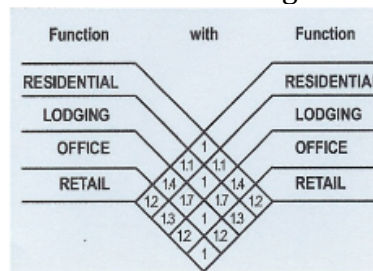 Function with Function
RESIDENTIAL RESIDENTIA
LODGING LODGING
OFFICE OFFICE
RETAIL RETAIL
1
1.1 1.1
1.4 1 1.4
1.2 1.7 1.7 1.2
1.3 1 1.3
1.2 1.2
1